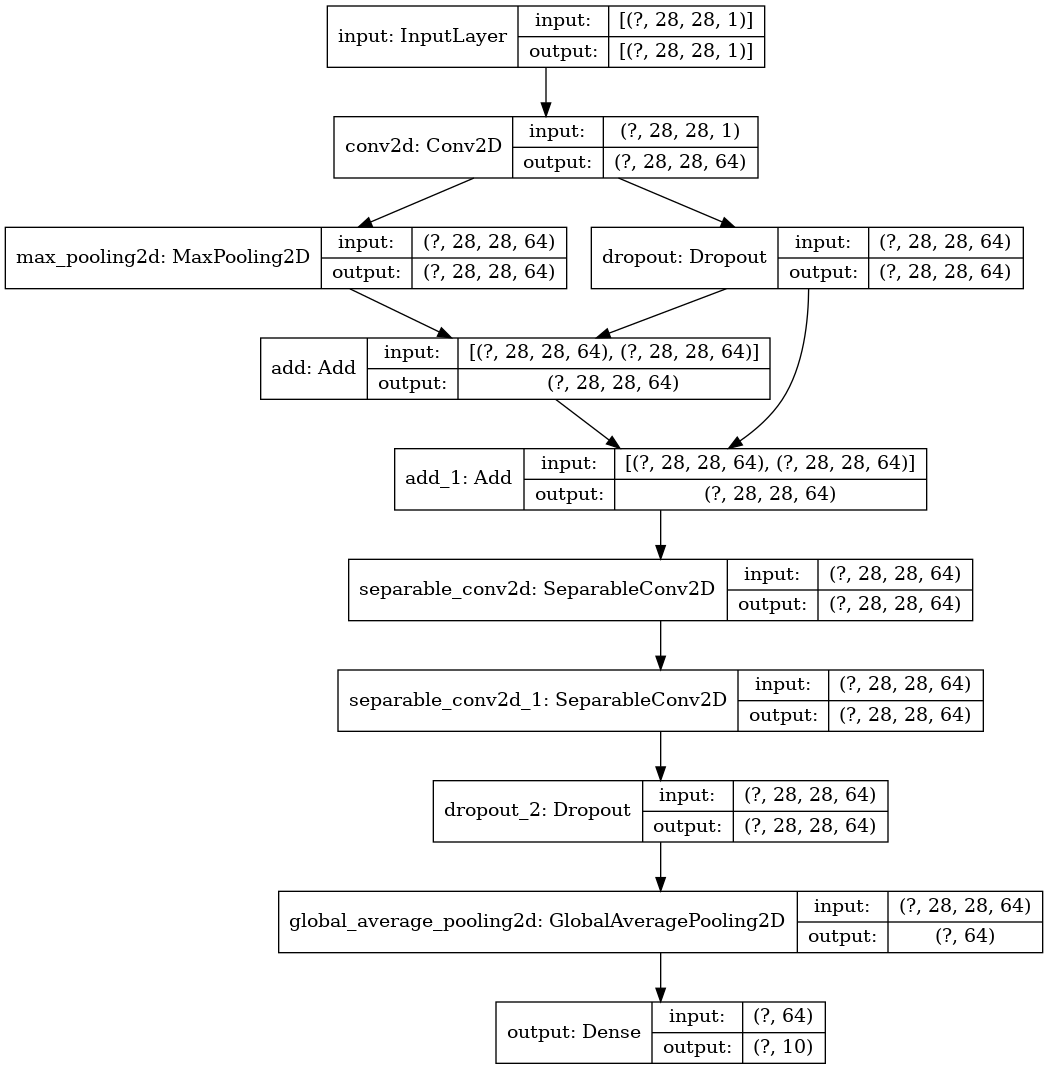 input: InputLayer
input: [(?, 28, 28, 1)]
output: [(?, 28, 28, 1)]
conv2d: Conv2D
input: (?, 28, 28, 1)
output: (?, 28, 28, 64)
max_pooling2d: MaxPooling2D
input: (?, 28, 28, 64)
output: (?, 28, 28, 64)
dropout: Dropout
input: (?, 28, 28, 64)
output: (?, 28, 28, 64)
add: Add
input: [(?, 28, 28, 64), (?, 28, 28, 64)]
output: (?, 28, 28, 64)
add_1: Add
input: [(?, 28, 28, 64), (?, 28, 28, 64)]
output: (?, 28, 28, 64)
separable_conv2d: SeparableConv2D
input: (?, 28, 28, 64)
output: (?, 28, 28, 64)
separable_conv2d_1: SeparableConv2D
input: (?, 28, 28, 64)
output: (?, 28, 28, 64)
dropout_2: Dropout
input: (?, 28, 28, 64)
output: (?, 28, 28, 64)
global_average_pooling2d: GlobalAveragePooling2D
input: (?, 28, 28, 64)
output: (?, 64)
output: Dense
input: (?, 64)
output: (?, 10)